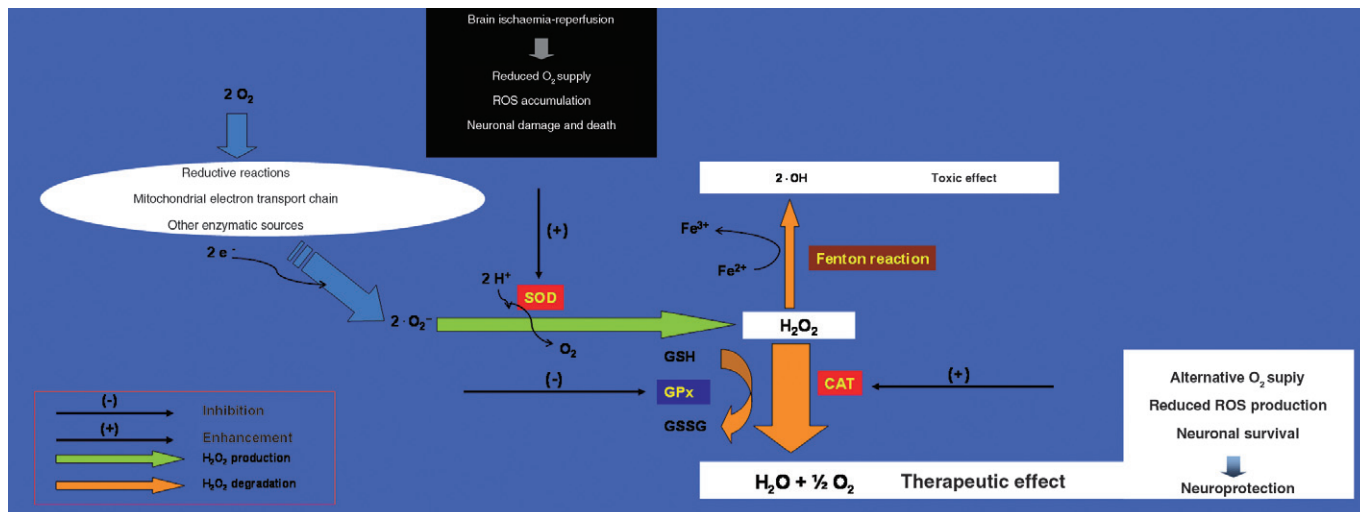 Brain ischaemia-reperfusion
Reduced O₂ supply
ROS accumulation
Neuronal damage and death
2 O₂
Reductive reactions
Mitochondrial electron transport chain
Other enzymatic sources
2 e⁻
(+)
2 H⁺
SOD
2 · O₂⁻
O₂
2 · OH Toxic effect
Fe³⁺
Fe²⁺
Fenton reaction
H₂O₂
GSH
GPx
GSSG
(-)
CAT
(+)
Alternative O₂ suply
Reduced ROS production
Neuronal survival
Neuroprotection
H₂O + ½ O₂ Therapeutic effect
(-) Inhibition
(+) Enhancement
H₂O₂ production
H₂O₂ degradation